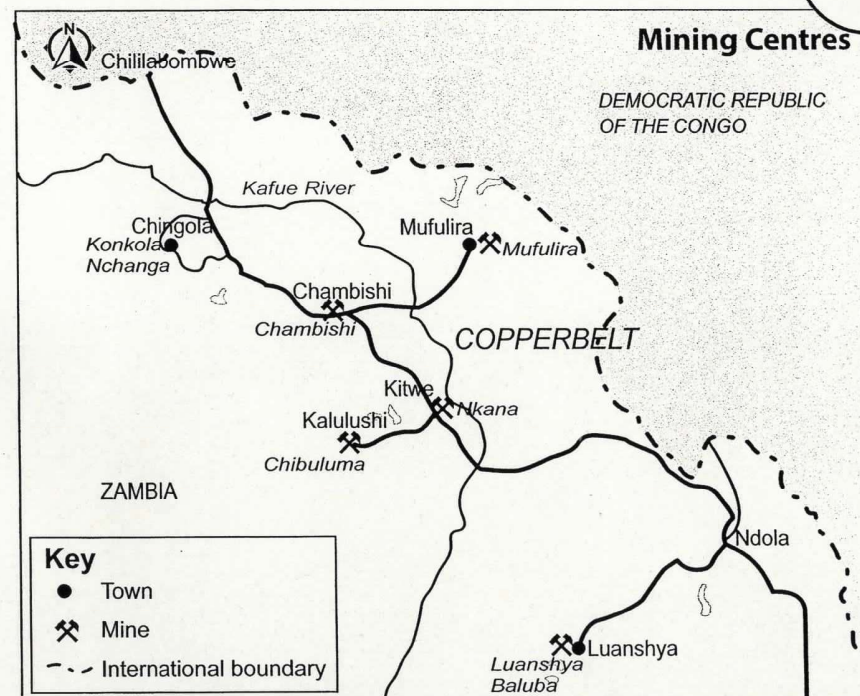 Mining Centres
N
Chililabombwe
DEMOCRATIC REPUBLIC
OF THE CONGO
Kafue River
Chingola
Konkola
Nchanga
Mufulira
Mufulira
Chambishi
Chambishi
COPPERBELT
Kitwe
Nkana
Kalulushi
Chibuluma
ZAMBIA
Ndola
Key
Town
Mine
International boundary
Luanshya
Luanshya
Baluba